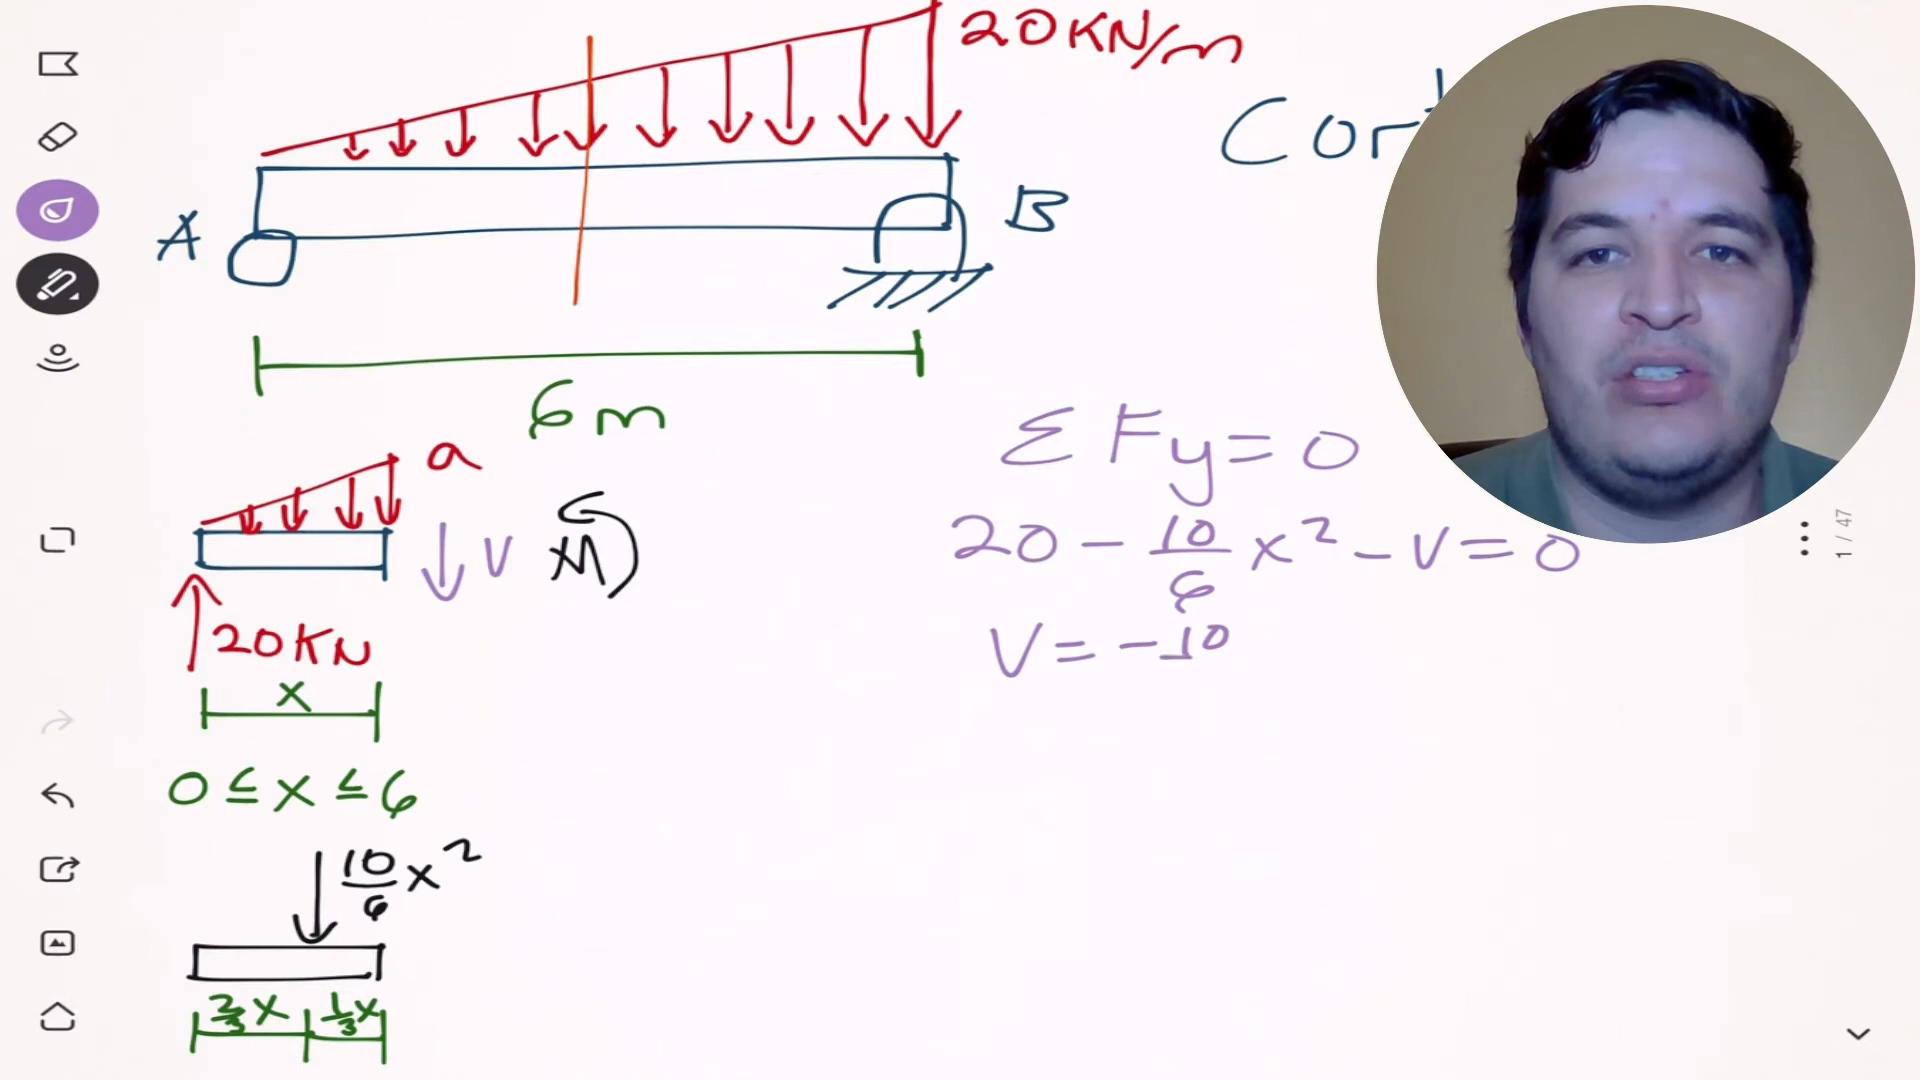 20KN/m
A
B
6m
a
V
M
20KN
x
0 ≤ x ≤ 6
10/6 x²
2/3 x
1/3 x
ΣFy=0
20 - 10/6 x² - V = 0
V = -10
1 / 47